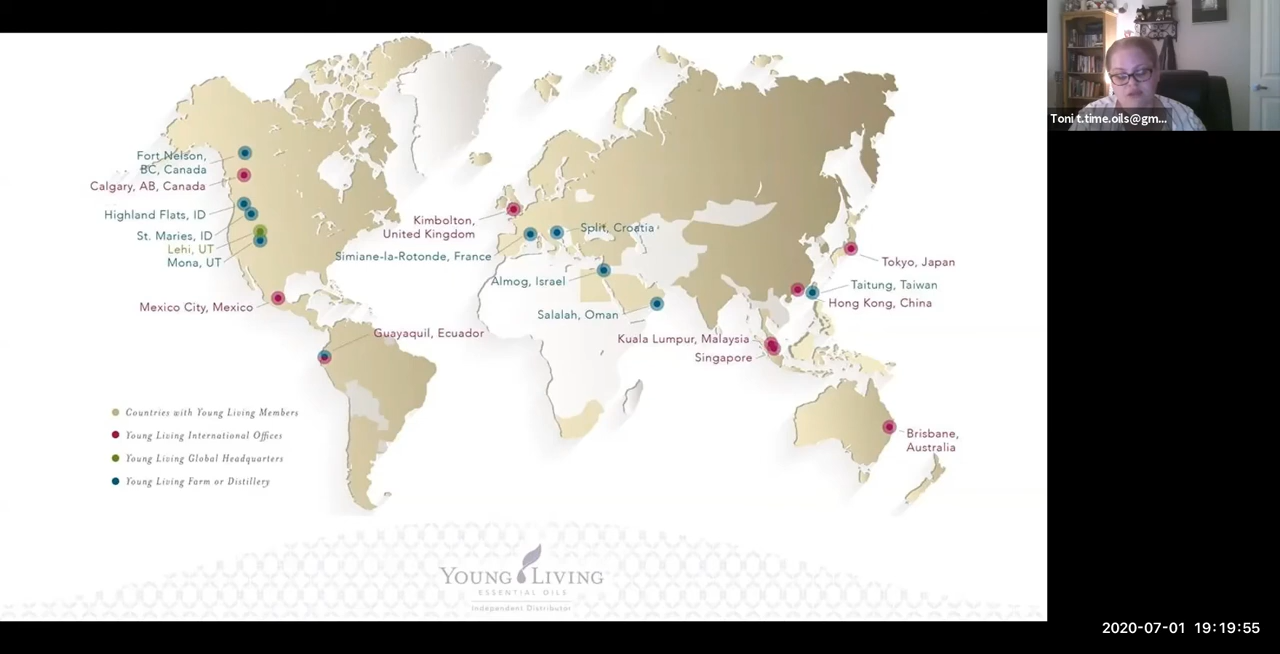 Fort Nelson,
BC, Canada
Calgary, AB, Canada
Highland Flats, ID
St. Maries, ID
Lehi, UT
Mona, UT
Mexico City, Mexico
Guayaquil, Ecuador
Kimbolton,
United Kingdom
Split, Croatia
Simiane-la-Rotonde, France
Almog, Israel
Salalah, Oman
Kuala Lumpur, Malaysia
Singapore
Tokyo, Japan
Taitung, Taiwan
Hong Kong, China
Brisbane,
Australia
Countries with Young Living Members
Young Living International Offices
Young Living Global Headquarters
Young Living Farm or Distillery
YOUNG LIVING
ESSENTIAL OILS
Independent Distributor
Toni t.time.oils@gm...
2020-07-01 19:19:55